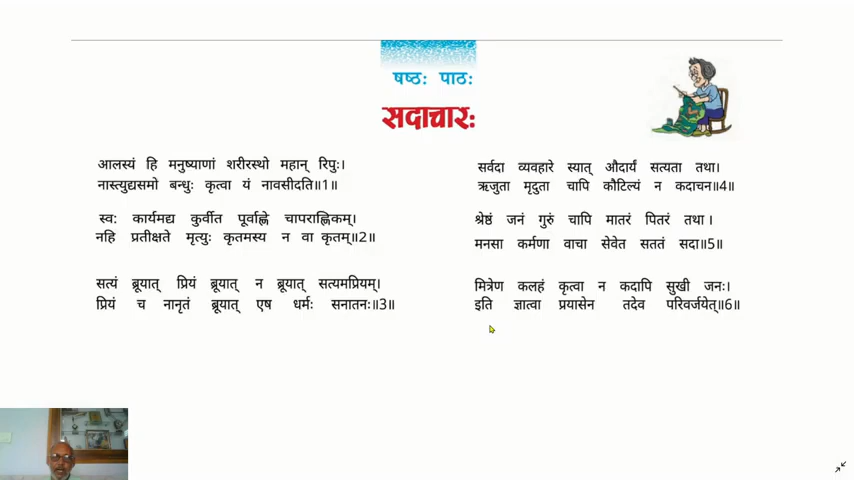 षष्ठः पाठः
सदाचारः
आलस्यं हि मनुष्याणां शरीरस्थो महान् रिपुः।
नास्त्युद्यसमो बन्धुः कृत्वा यं नावसीदति॥1॥
स्वः कार्यमद्य कुर्वीत पूर्वाह्णे चापराह्णिकम्।
नहि प्रतीक्षते मृत्युः कृतमस्य न वा कृतम्॥2॥
सत्यं ब्रूयात् प्रियं ब्रूयात् न ब्रूयात् सत्यमप्रियम्।
प्रियं च नानृतं ब्रूयात् एष धर्मः सनातनः॥3॥
सर्वदा व्यवहारे स्यात् औदार्यं सत्यता तथा।
ऋजुता मृदुता चापि कौटिल्यं न कदाचन॥4॥
श्रेष्ठं जनं गुरुं चापि मातरं पितरं तथा ।
मनसा कर्मणा वाचा सेवेत सततं सदा॥5॥
मित्रेण कलहं कृत्वा न कदापि सुखी जनः।
इति ज्ञात्वा प्रयासेन तदेव परिवर्जयेत्॥6॥